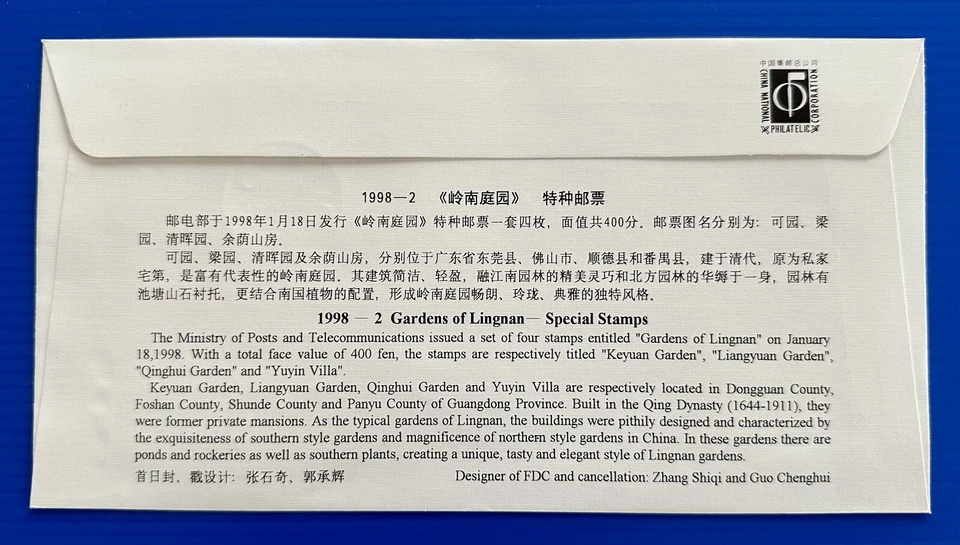 中国集邮总公司
CHINA NATIONAL
PHILATELIC
CORPORATION
1998—2 《岭南庭园》 特种邮票
邮电部于1998年1月18日发行《岭南庭园》特种邮票一套四枚，面值共400分。邮票图名分别为：可园、梁
园、清晖园、余荫山房。
可园、梁园、清晖园及余荫山房，分别位于广东省东莞县、佛山市、顺德县和番禺县，建于清代，原为私家
宅第，是富有代表性的岭南庭园。其建筑简洁、轻盈，融江南园林的精美灵巧和北方园林的华缛于一身，园林有
池塘山石衬托，更结合南国植物的配置，形成岭南庭园畅朗、玲珑、典雅的独特风格。
1998 — 2 Gardens of Lingnan— Special Stamps
The Ministry of Posts and Telecommunications issued a set of four stamps entitled "Gardens of Lingnan" on January
18,1998. With a total face value of 400 fen, the stamps are respectively titled "Keyuan Garden", "Liangyuan Garden",
"Qinghui Garden" and "Yuyin Villa".
Keyuan Garden, Liangyuan Garden, Qinghui Garden and Yuyin Villa are respectively located in Dongguan County,
Foshan County, Shunde County and Panyu County of Guangdong Province. Built in the Qing Dynasty (1644-1911), they
were former private mansions. As the typical gardens of Lingnan, the buildings were pithily designed and characterized by
the exquisiteness of southern style gardens and magnificence of northern style gardens in China. In these gardens there are
ponds and rockeries as well as southern plants, creating a unique, tasty and elegant style of Lingnan gardens.
首日封、戳设计：张石奇、郭承辉 Designer of FDC and cancellation: Zhang Shiqi and Guo Chenghui